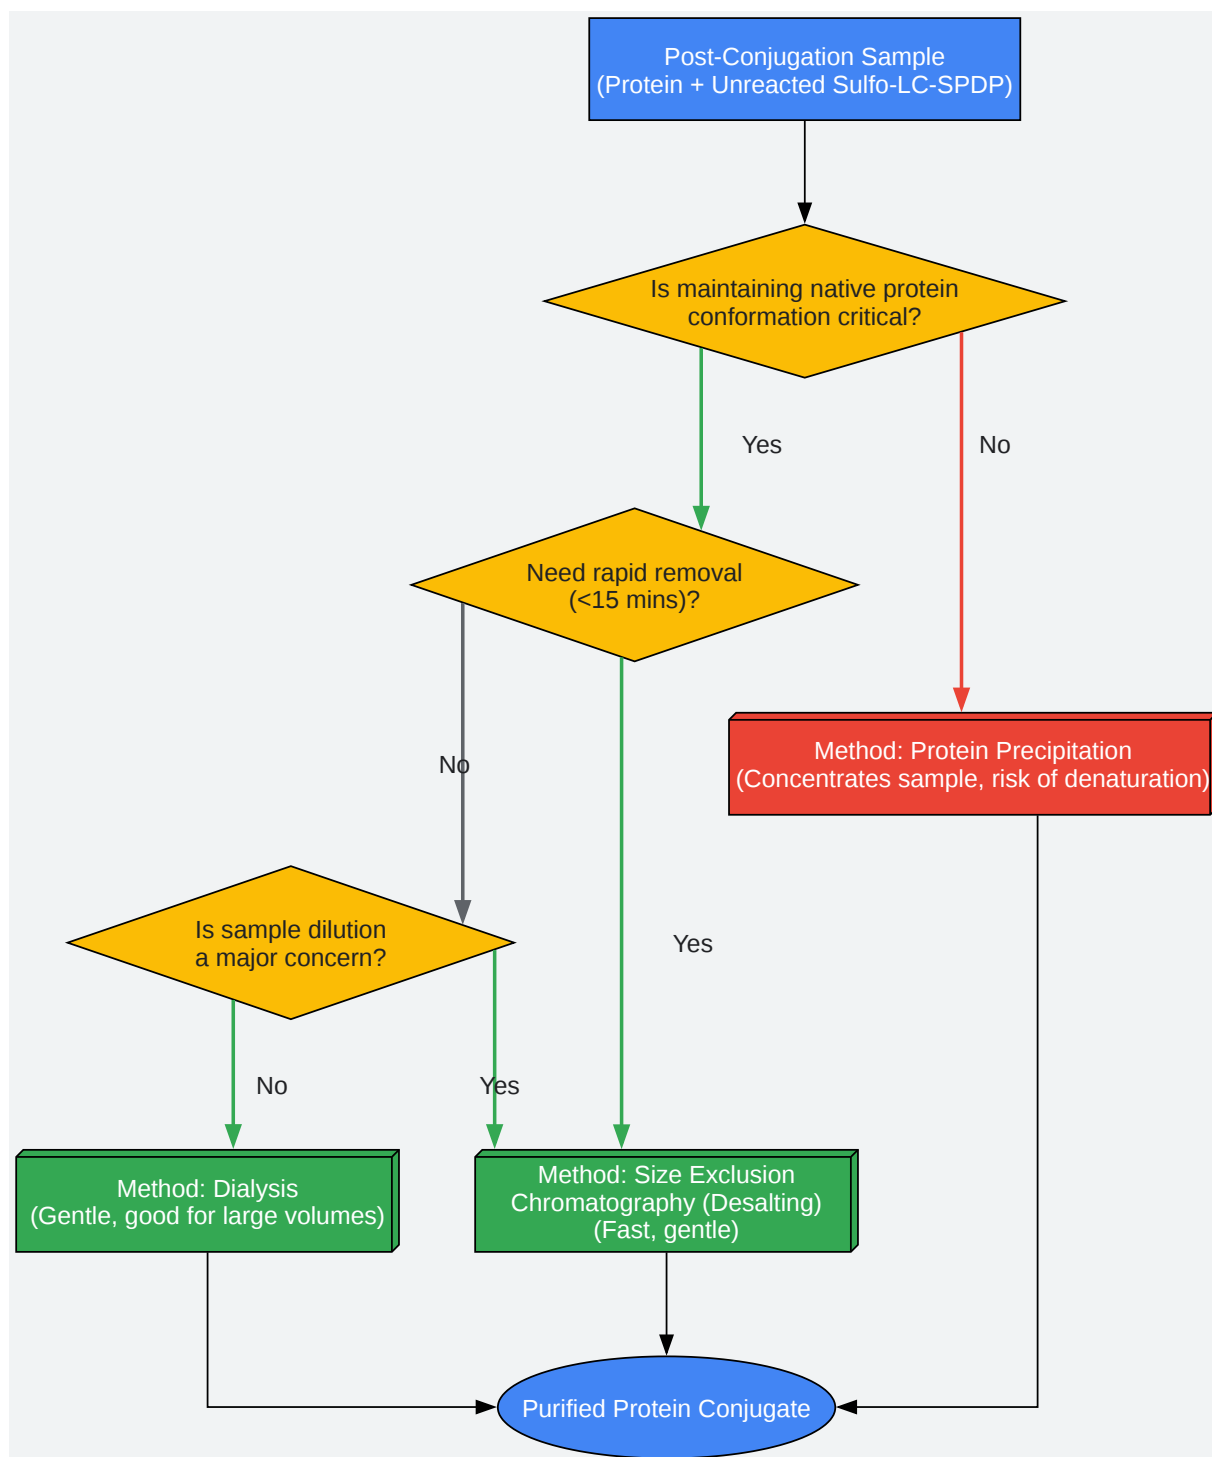 Post-Conjugation Sample
(Protein + Unreacted Sulfo-LC-SPDP)
Is maintaining native protein
conformation critical?
Yes
No
Need rapid removal
(<15 mins)?
Method: Protein Precipitation
(Concentrates sample, risk of denaturation)
No
Is sample dilution
a major concern?
Yes
No
Yes
Method: Dialysis
(Gentle, good for large volumes)
Method: Size Exclusion
Chromatography (Desalting)
(Fast, gentle)
Purified Protein Conjugate